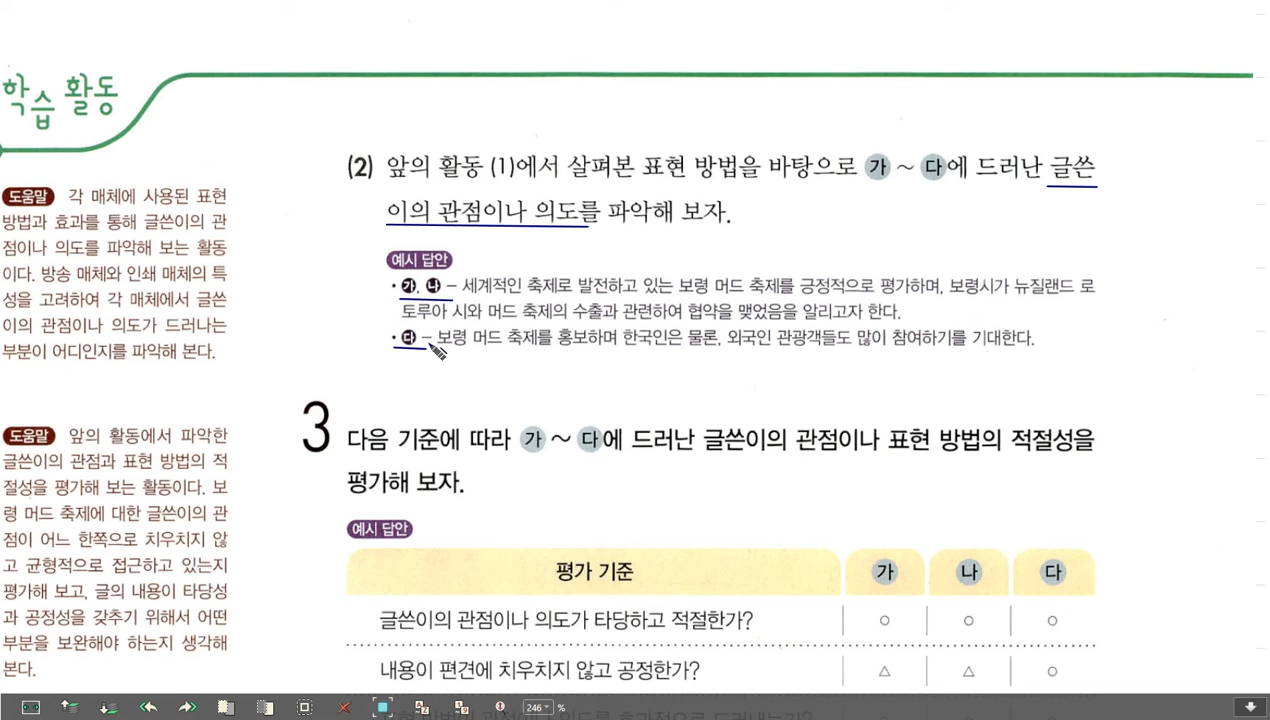 학습 활동
(2) 앞의 활동 (1)에서 살펴본 표현 방법을 바탕으로 가 ~ 다에 드러난 글쓴
이의 관점이나 의도를 파악해 보자.
예시 답안
• 가, 나 – 세계적인 축제로 발전하고 있는 보령 머드 축제를 긍정적으로 평가하며, 보령시가 뉴질랜드 로
토루아 시와 머드 축제의 수출과 관련하여 협약을 맺었음을 알리고자 한다.
• 다 – 보령 머드 축제를 홍보하며 한국인은 물론, 외국인 관광객들도 많이 참여하기를 기대한다.
도움말 각 매체에 사용된 표현
방법과 효과를 통해 글쓴이의 관
점이나 의도를 파악해 보는 활동
이다. 방송 매체와 인쇄 매체의 특
성을 고려하여 각 매체에서 글쓴
이의 관점이나 의도가 드러나는
부분이 어디인지를 파악해 본다.
3 다음 기준에 따라 가 ~ 다에 드러난 글쓴이의 관점이나 표현 방법의 적절성을
평가해 보자.
예시 답안
평가 기준 가 나 다
글쓴이의 관점이나 의도가 타당하고 적절한가? ○ ○ ○
내용이 편견에 치우치지 않고 공정한가? △ △ ○
도움말 앞의 활동에서 파악한
글쓴이의 관점과 표현 방법의 적
절성을 평가해 보는 활동이다. 보
령 머드 축제에 대한 글쓴이의 관
점이 어느 한쪽으로 치우치지 않
고 균형적으로 접근하고 있는지
평가해 보고, 글의 내용이 타당성
과 공정성을 갖추기 위해서 어떤
부분을 보완해야 하는지 생각해
본다.
246 %